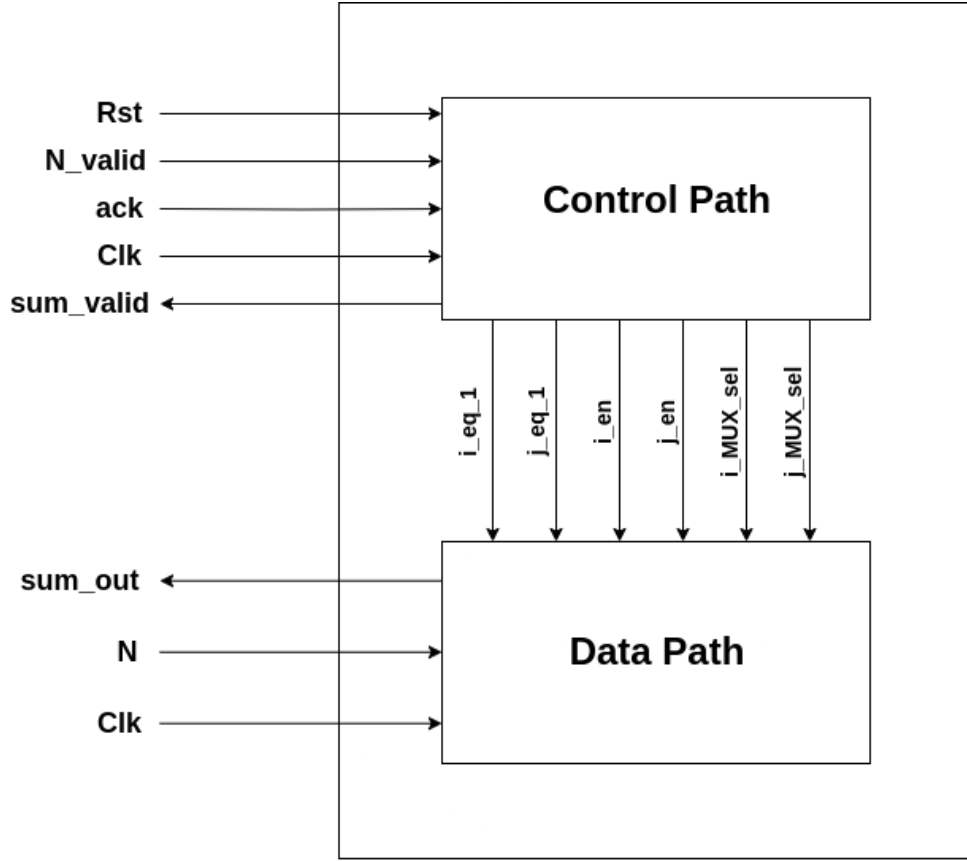 Rst
N_valid
ack
Clk
sum_valid
Control Path
i_eq_1
j_eq_1
i_en
j_en
i_MUX_sel
j_MUX_sel
sum_out
N
Clk
Data Path